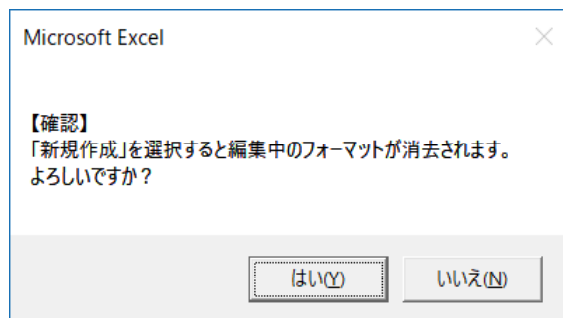 Microsoft Excel
【確認】
「新規作成」を選択すると編集中のフォーマットが消去されます。
よろしいですか？
はい(Y) いいえ(N)